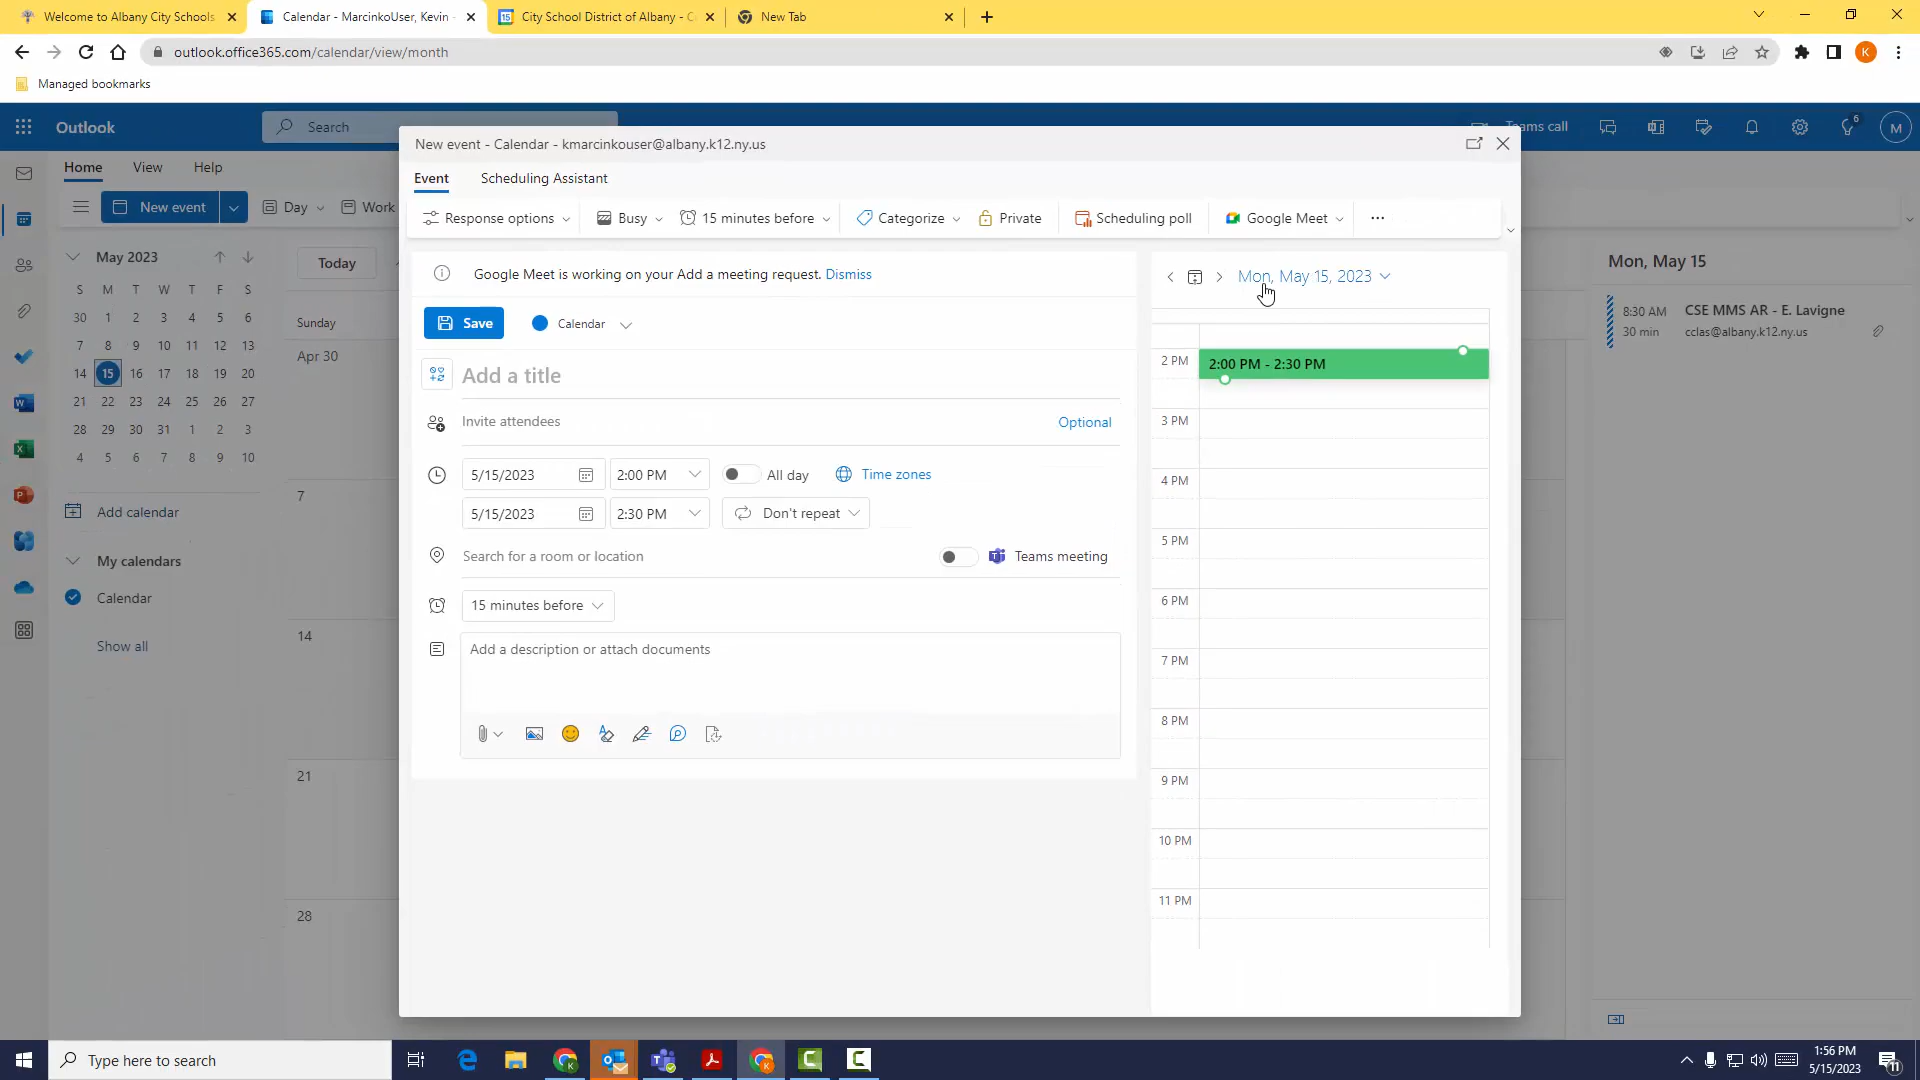 Welcome to Albany City Schools
Calendar - MarcinkoUser, Kevin -
City School District of Albany - C
New Tab
outlook.office365.com/calendar/view/month
K
Managed bookmarks
Outlook
Search
Teams call
6
M
New event - Calendar - kmarcinkouser@albany.k12.ny.us
Home View Help
Event Scheduling Assistant
New event
Day
Work
Response options
Busy
15 minutes before
Categorize
Private
Scheduling poll
Google Meet
May 2023
S M T W T F S
30 1 2 3 4 5 6
7 8 9 10 11 12 13
14 15 16 17 18 19 20
21 22 23 24 25 26 27
28 29 30 31 1 2 3
4 5 6 7 8 9 10
Add calendar
My calendars
Calendar
Show all
Today
Sunday
Apr 30
7
14
21
28
Google Meet is working on your Add a meeting request. Dismiss
Save
Calendar
Add a title
Invite attendees
Optional
5/15/2023
2:00 PM
All day
Time zones
5/15/2023
2:30 PM
Don't repeat
Search for a room or location
Teams meeting
15 minutes before
Add a description or attach documents
Mon, May 15, 2023
2 PM
2:00 PM - 2:30 PM
3 PM
4 PM
5 PM
6 PM
7 PM
8 PM
9 PM
10 PM
11 PM
Mon, May 15
8:30 AM CSE MMS AR - E. Lavigne
30 min cclas@albany.k12.ny.us
Type here to search
1:56 PM
5/15/2023
11